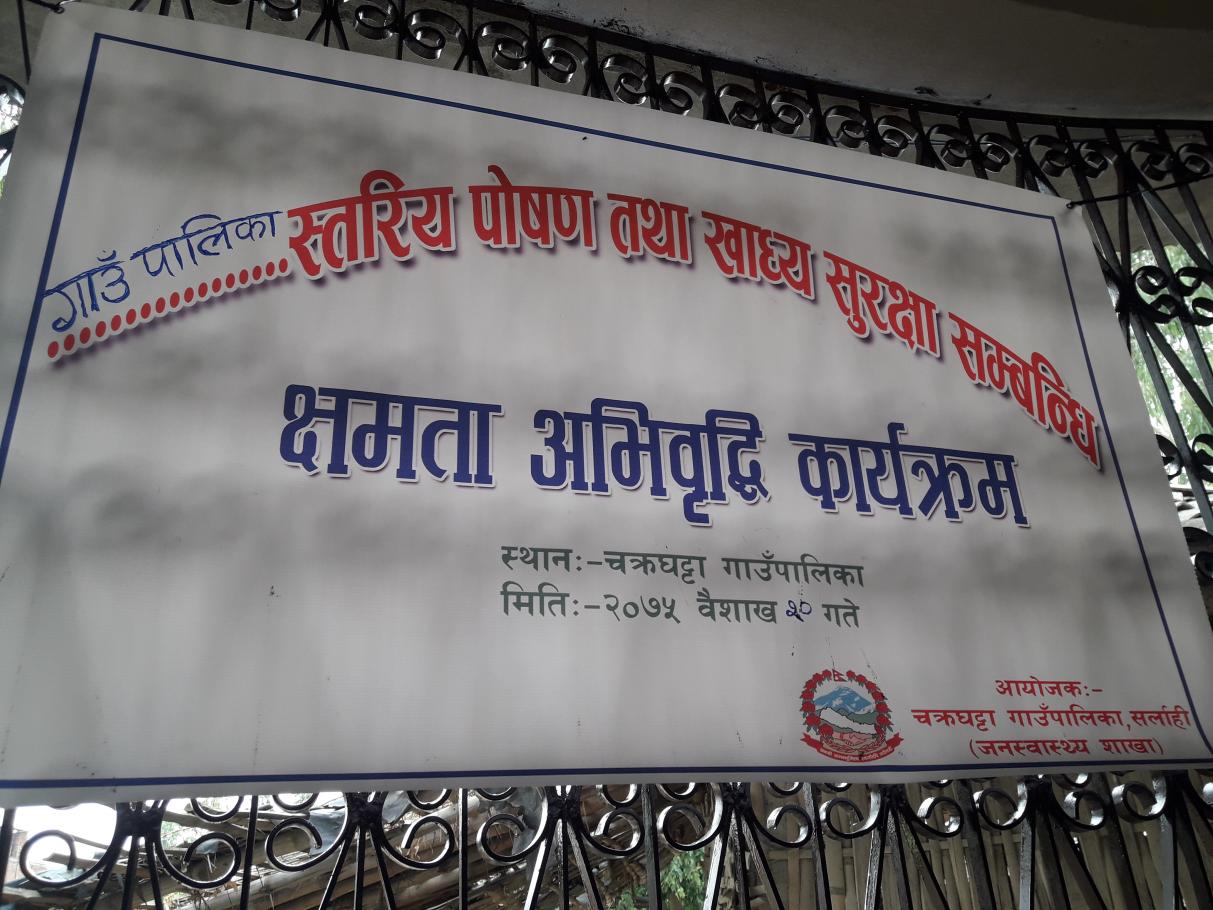 गाउँ पालिका स्तरिय पोषण तथा खाध्य सुरक्षा सम्बन्धि
क्षमता अभिवृद्धि कार्यक्रम
स्थानः-चक्रघट्टा गाउँपालिका
मितिः-२०७५ वैशाख २० गते
आयोजकः-
चक्रघट्टा गाउँपालिका,सर्लाही
(जनस्वास्थ्य शाखा)